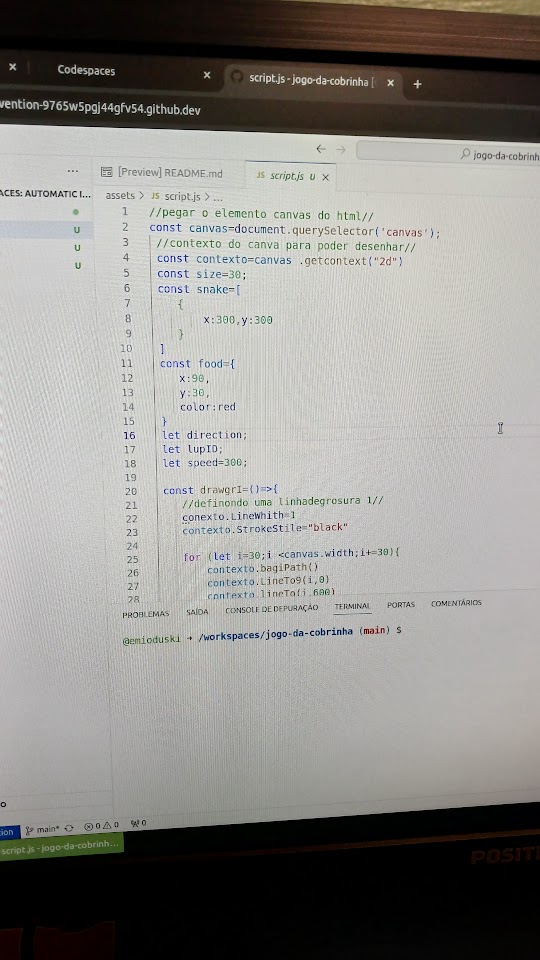 Codespaces
script.js - jogo-da-cobrinha [
vention-9765w5pgj44gfv54.github.dev
jogo-da-cobrinh
ACES: AUTOMATIC I...
[Preview] README.md
JS script.js U
assets > JS script.js > ...
U
U
U
1 //pegar o elemento canvas do html//
2 const canvas=document.querySelector('canvas');
3 //contexto do canva para poder desenhar//
4 const contexto=canvas .getcontext("2d")
5 const size=30;
6 const snake=[
7 {
8 x:300,y:300
9 }
10 ]
11 const food={
12 x:90,
13 y:30,
14 color:red
15 }
16 let direction;
17 let lupID;
18 let speed=300;
19
20 const drawgrI=()=>{
21 //definondo uma linhadegrosura 1//
22 conexto.LineWhith=1
23 contexto.StrokeStile="black"
24
25 for (let i=30;i <canvas.width;i+=30){
26 contexto.bagiPath()
27 contexto.LineTo9(i,0)
28 contexto.lineTo(i,600)
PROBLEMAS SAÍDA CONSOLE DE DEPURAÇÃO TERMINAL PORTAS COMENTÁRIOS
@emioduski → /workspaces/jogo-da-cobrinha (main) $
main* 0 0 0
script.js - jogo-da-cobrinh...